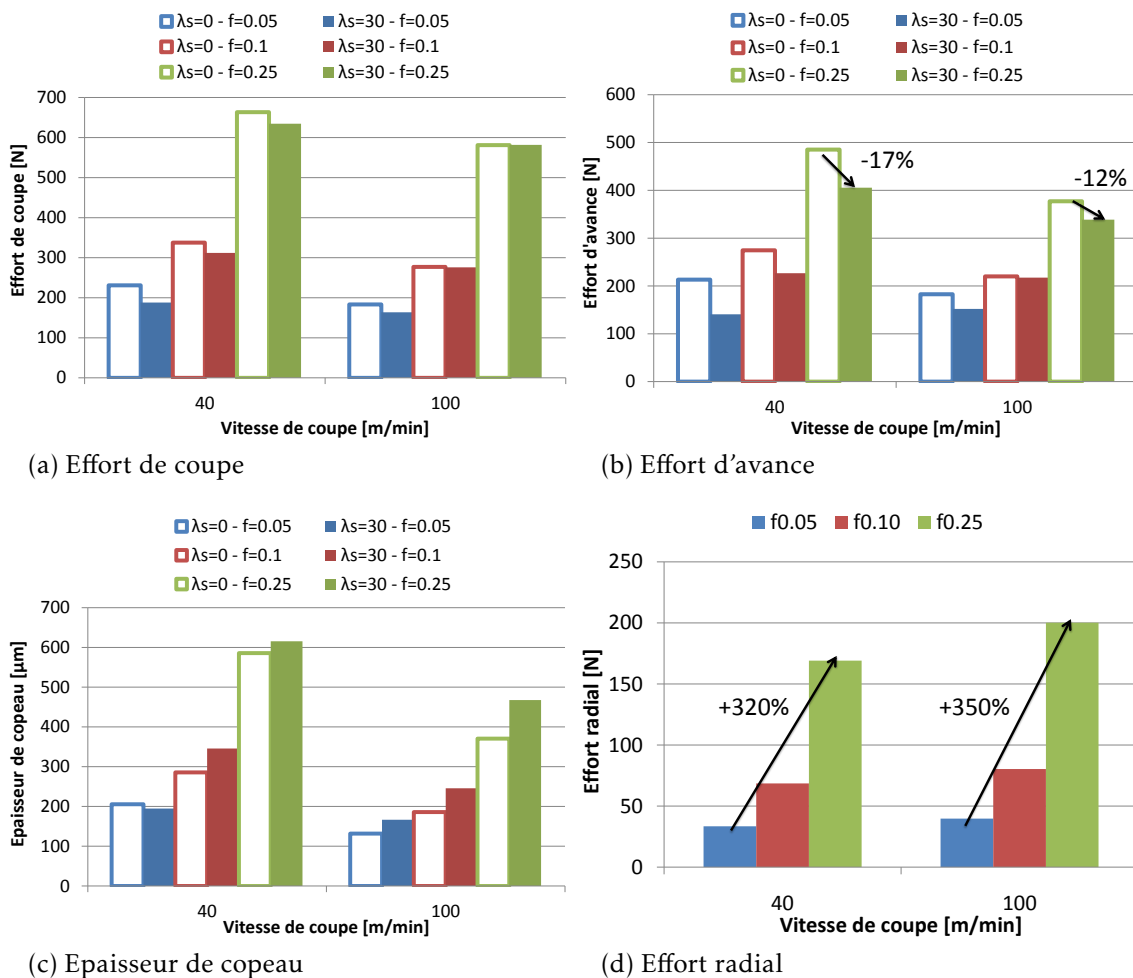 λs=0 - f=0.05 λs=30 - f=0.05
λs=0 - f=0.1 λs=30 - f=0.1
λs=0 - f=0.25 λs=30 - f=0.25
700
600
500
400
300
200
100
0
Effort de coupe [N]
40 100
Vitesse de coupe [m/min]
(a) Effort de coupe
λs=0 - f=0.05 λs=30 - f=0.05
λs=0 - f=0.1 λs=30 - f=0.1
λs=0 - f=0.25 λs=30 - f=0.25
600
500
400
300
200
100
0
Effort d'avance [N]
-17%
-12%
40 100
Vitesse de coupe [m/min]
(b) Effort d’avance
λs=0 - f=0.05 λs=30 - f=0.05
λs=0 - f=0.1 λs=30 - f=0.1
λs=0 - f=0.25 λs=30 - f=0.25
700
600
500
400
300
200
100
0
Epaisseur de copeau [µm]
40 100
Vitesse de coupe [m/min]
(c) Epaisseur de copeau
f0.05 f0.10 f0.25
250
200
150
100
50
0
Effort radial [N]
+320% +350%
40 100
Vitesse de coupe [m/min]
(d) Effort radial